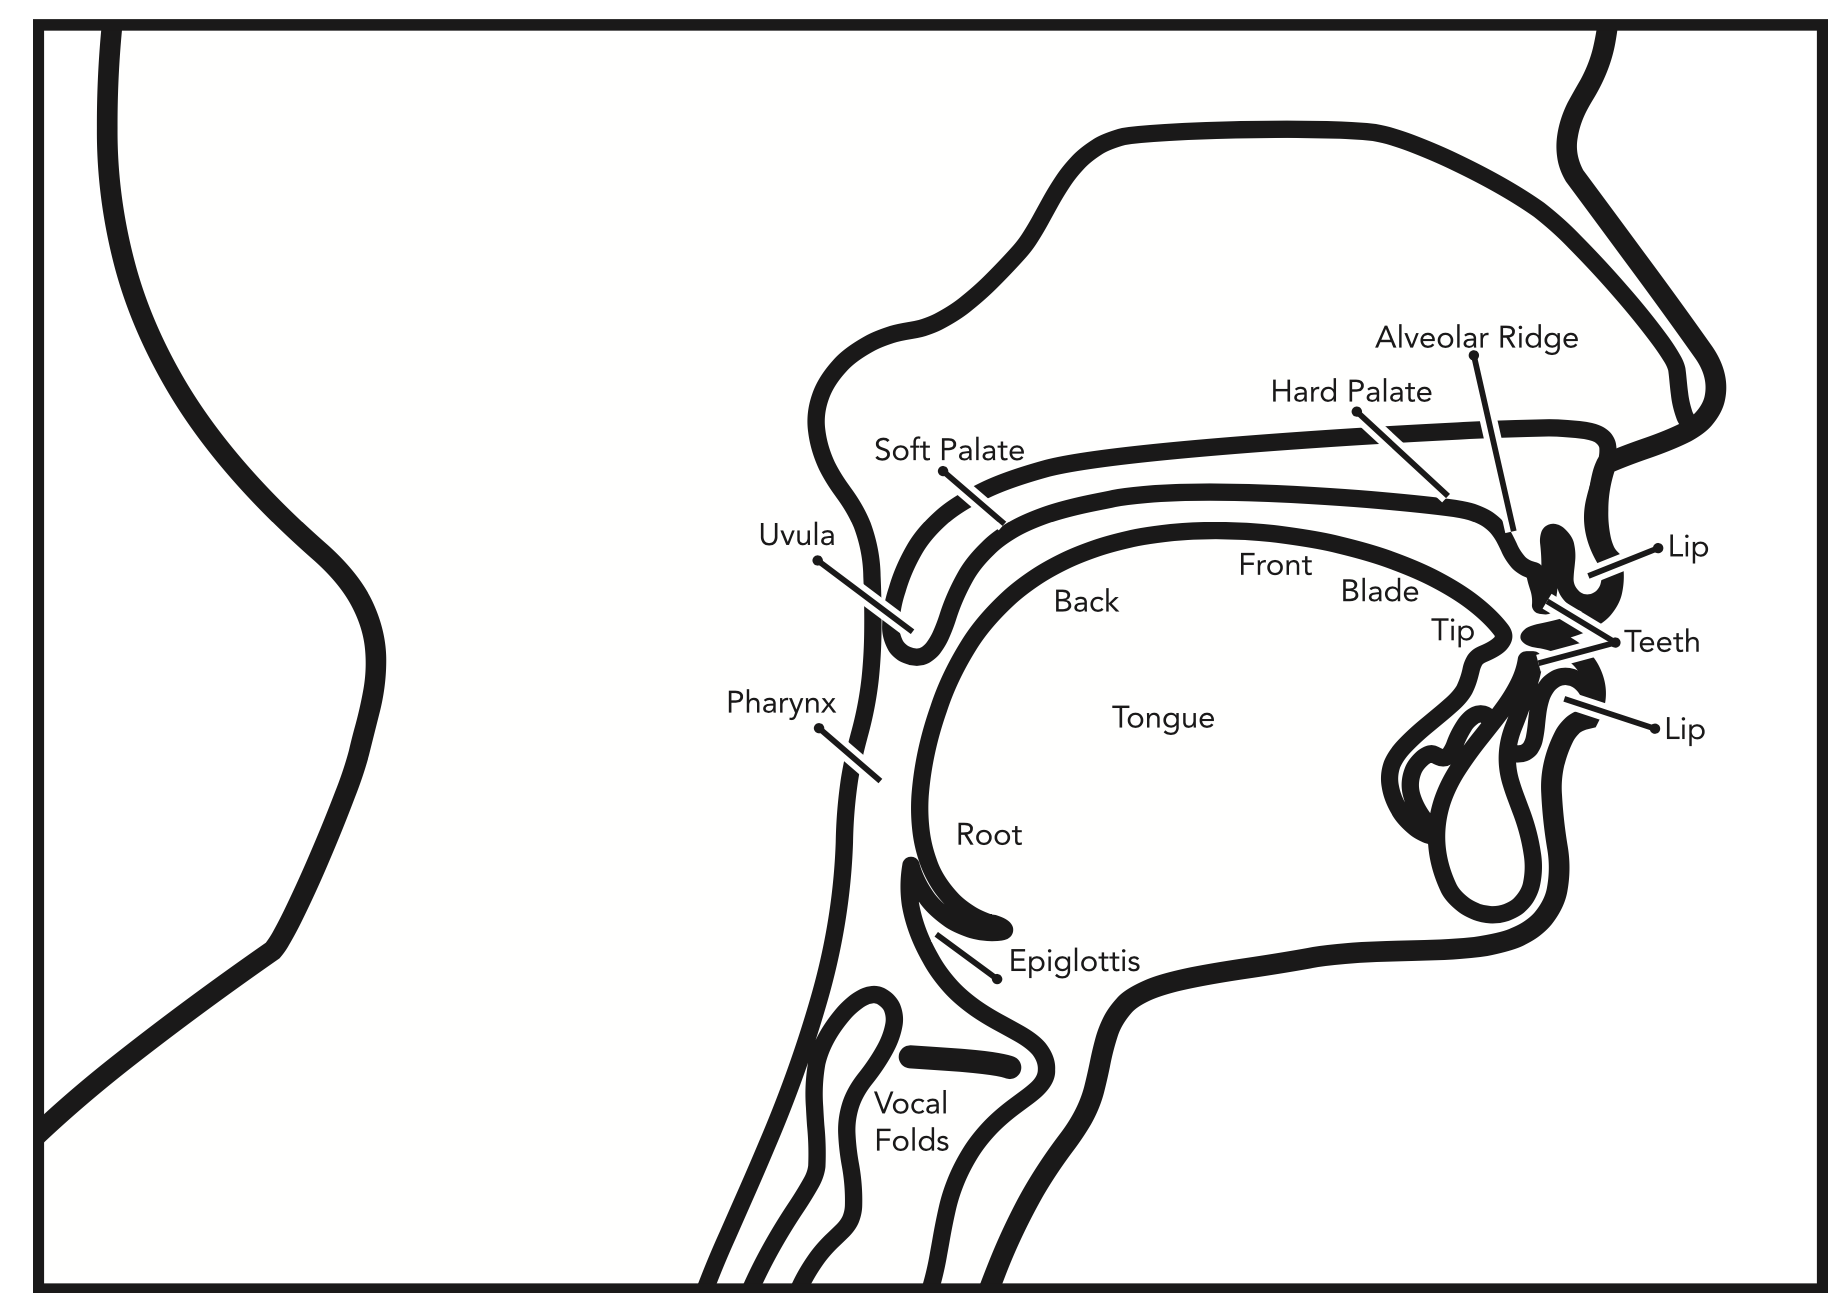 Alveolar Ridge
Hard Palate
Soft Palate
Uvula
Lip
Front
Blade
Back
Tip
Teeth
Pharynx
Tongue
Lip
Root
Epiglottis
Vocal
Folds